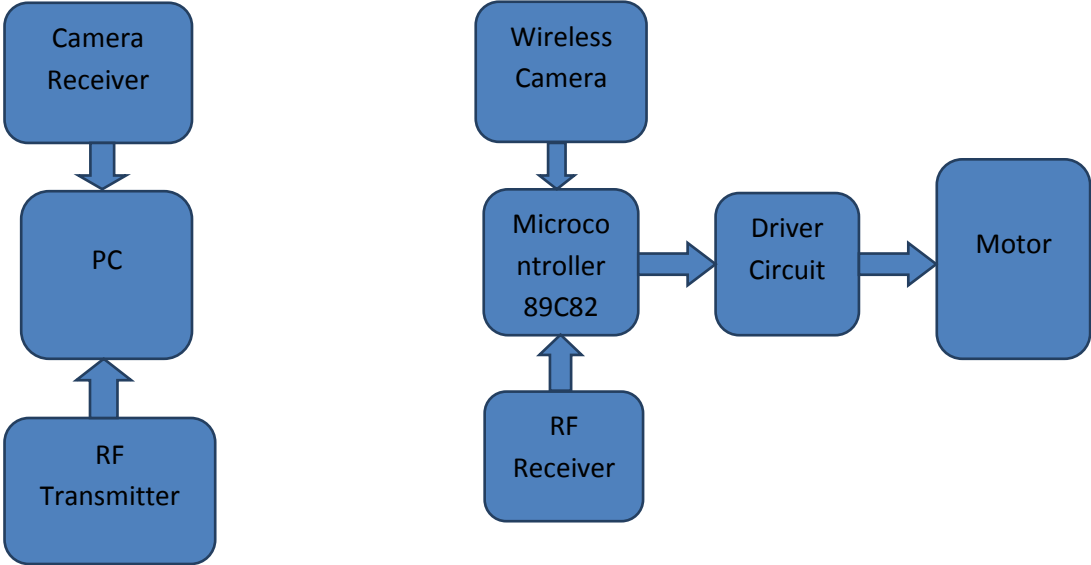 Camera
Receiver
PC
RF
Transmitter
Wireless
Camera
Microco
ntroller
89C82
RF
Receiver
Driver
Circuit
Motor